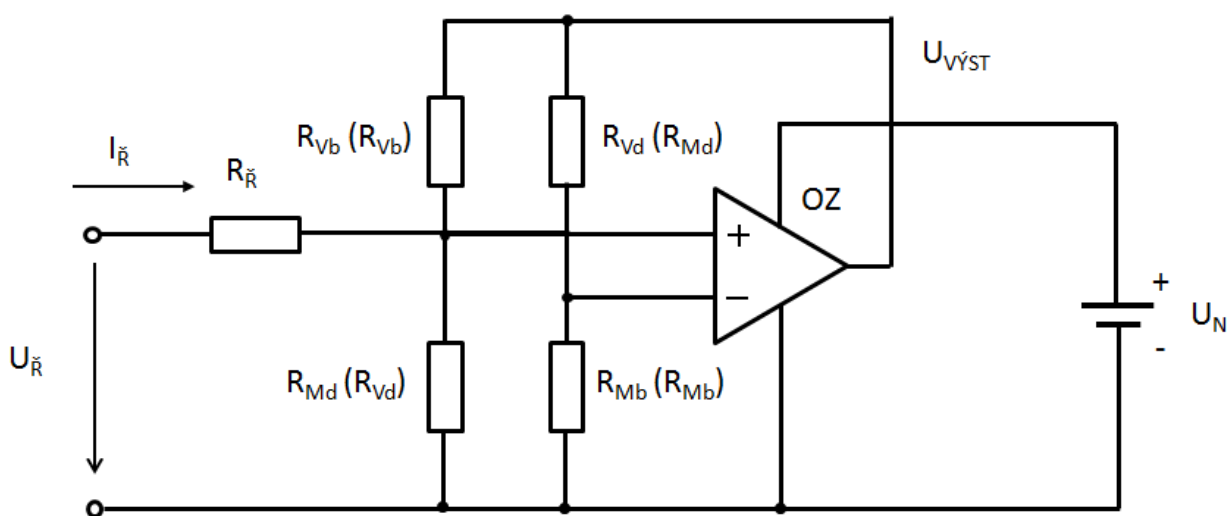 U_VÝST
R_Vb (R_Vb)
R_Vd (R_Md)
I_Ř
R_Ř
OZ
+
−
+
U_N
-
U_Ř
R_Md (R_Vd)
R_Mb (R_Mb)